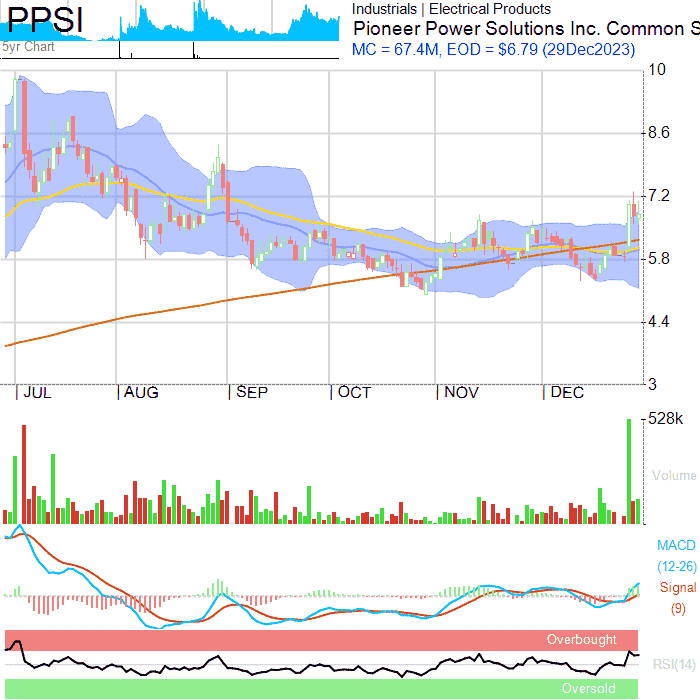 PPSI
Industrials | Electrical Products
Pioneer Power Solutions Inc. Common S
5yr Chart
MC = 67.4M, EOD = $6.79 (29Dec2023)
10
8.6
7.2
5.8
4.4
3
JUL
AUG
SEP
OCT
NOV
DEC
528k
Volume
MACD
(12-26)
Signal
(9)
Overbought
RSI(14)
Oversold